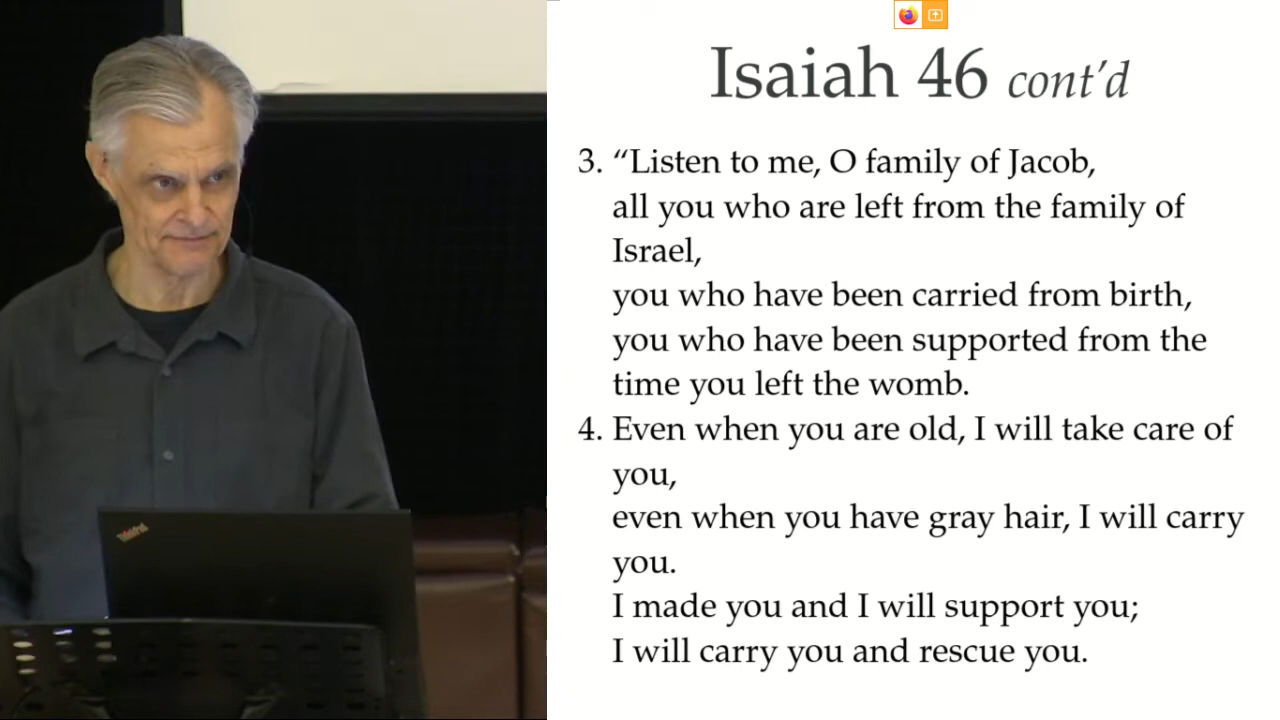 Isaiah 46 cont’d
3. “Listen to me, O family of Jacob,
all you who are left from the family of
Israel,
you who have been carried from birth,
you who have been supported from the
time you left the womb.
4. Even when you are old, I will take care of
you,
even when you have gray hair, I will carry
you.
I made you and I will support you;
I will carry you and rescue you.
ThinkPad